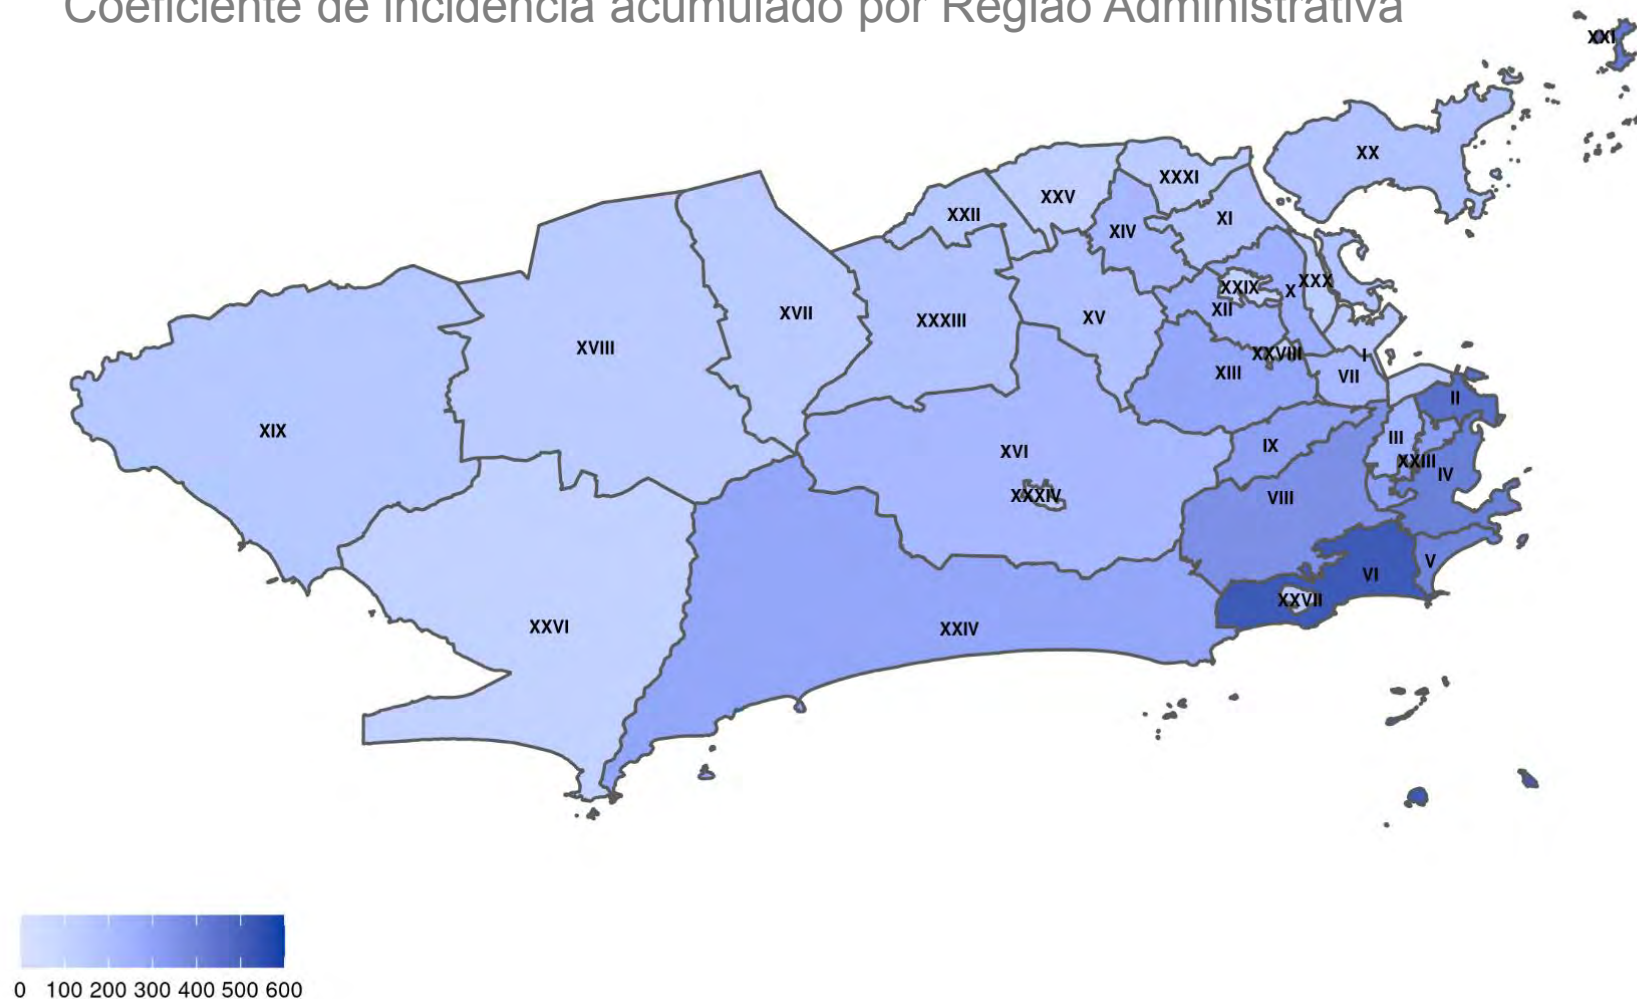 Coeficiente de incidência acumulado por Região Administrativa
XXI
XX
XXXI
XXV
XXII
XI
XIV
XXX
XXIX
X
XII
XVII
XV
XXXIII
XVIII
XXVIII
I
XIII
VII
II
XIX
III
IX
XVI
XXIII
IV
XXXIV
VIII
V
VI
XXVII
XXVI
XXIV
0 100 200 300 400 500 600